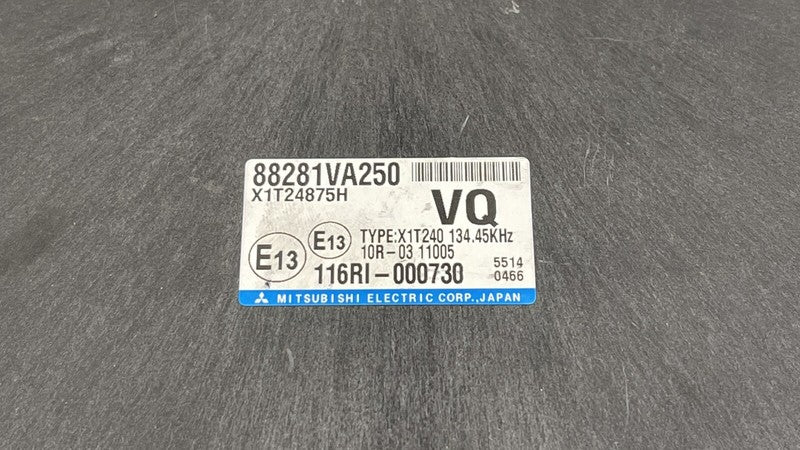 88281VA250
X1T24875H
VQ
E13
E13
TYPE:X1T240 134.45KHz
10R-03 11005
116RI-000730
5514
0466
MITSUBISHI ELECTRIC CORP.,JAPAN